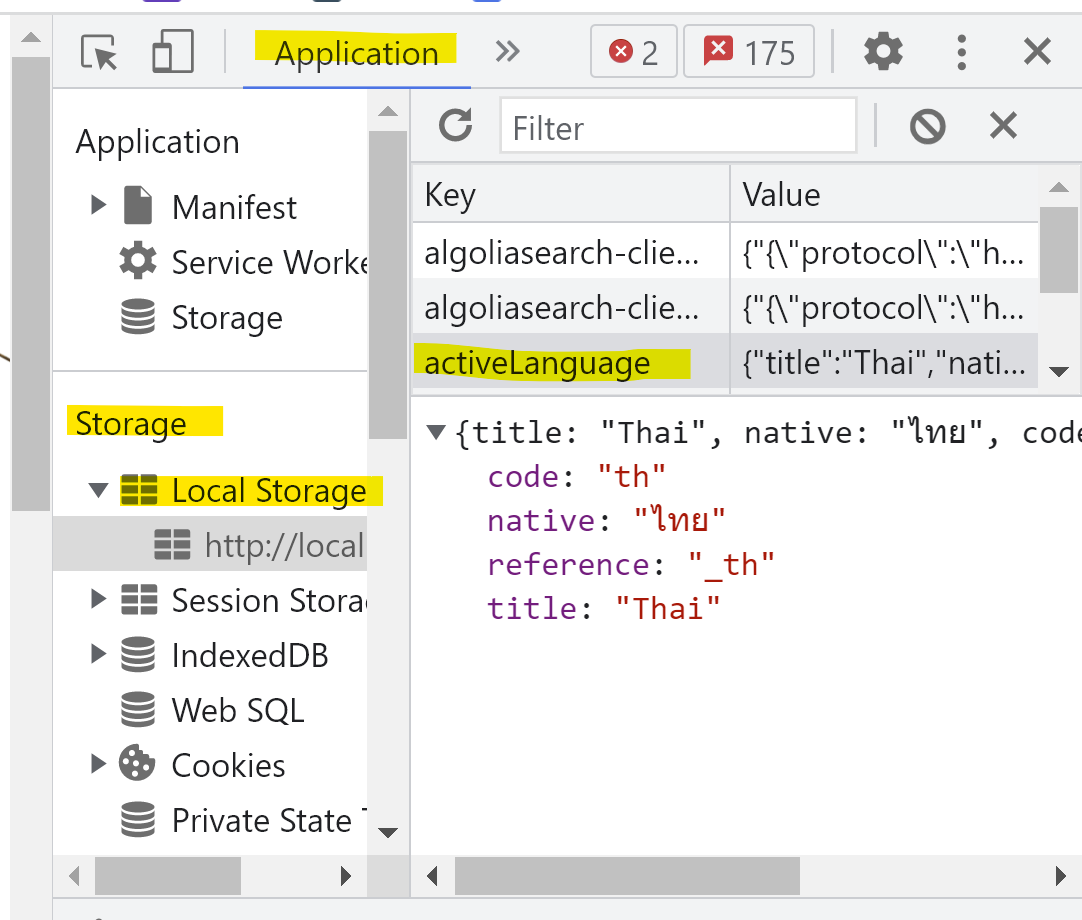 Application
2
175
Application
Manifest
Service Worke
Storage
Storage
Local Storage
http://local
Session Stora
IndexedDB
Web SQL
Cookies
Private State T
Filter
Key Value
algoliasearch-clie... {"{\"protocol\":\"h...
algoliasearch-clie... {"{\"protocol\":\"h...
activeLanguage {"title":"Thai","nati...
{title: "Thai", native: "ไทย", code
code: "th"
native: "ไทย"
reference: "_th"
title: "Thai"